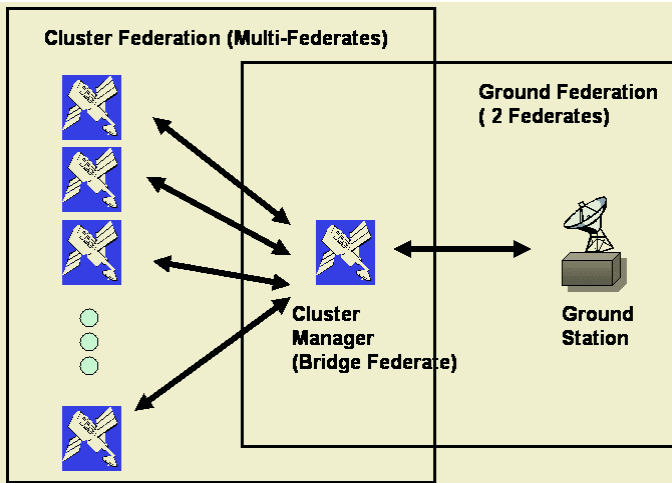 Cluster Federation (Multi-Federates)
Ground Federation
( 2 Federates)
Cluster
Manager
(Bridge Federate)
Ground
Station